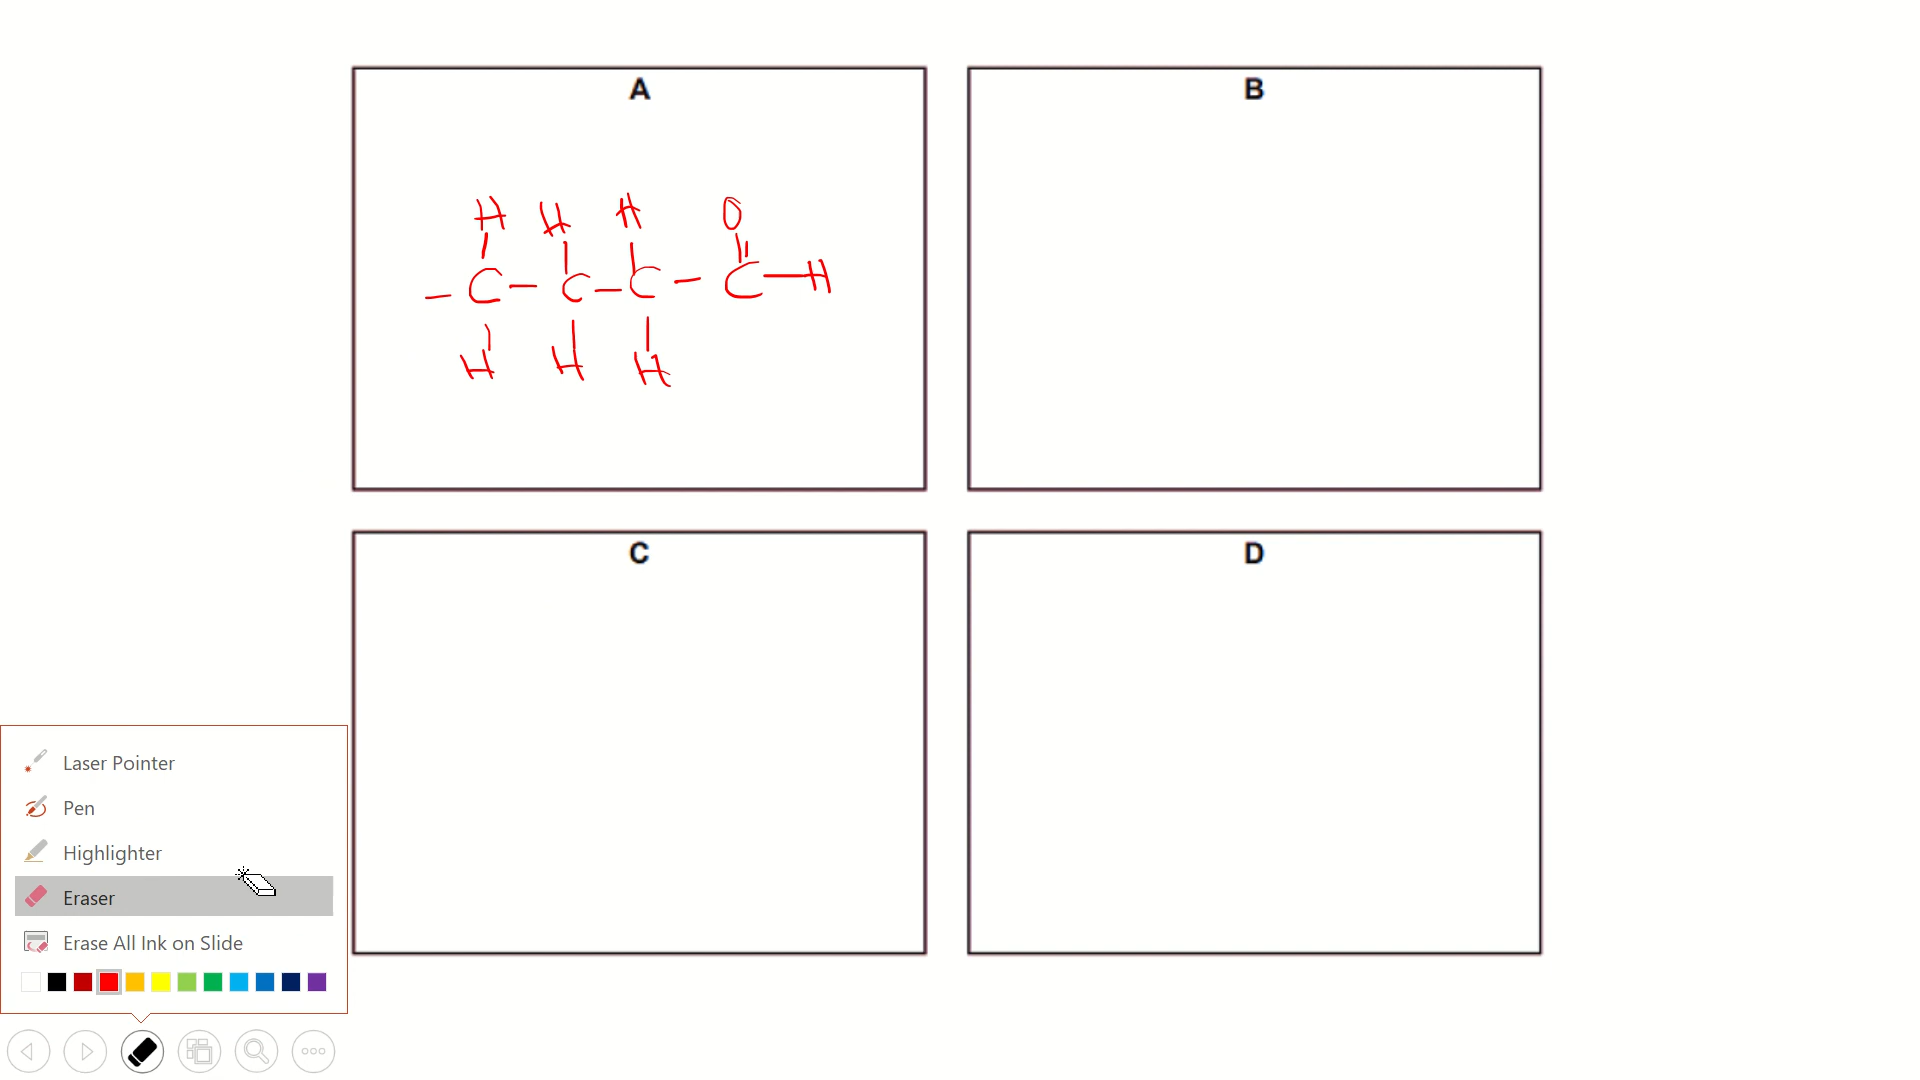 A
B
H H H O
– C – C – C – C – H
H H H
C
D
Laser Pointer
Pen
Highlighter
Eraser
Erase All Ink on Slide